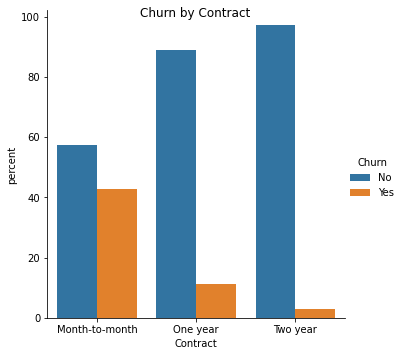 Churn by Contract
percent
100
80
60
40
20
0
Month-to-month One year Two year
Contract
Churn
No
Yes